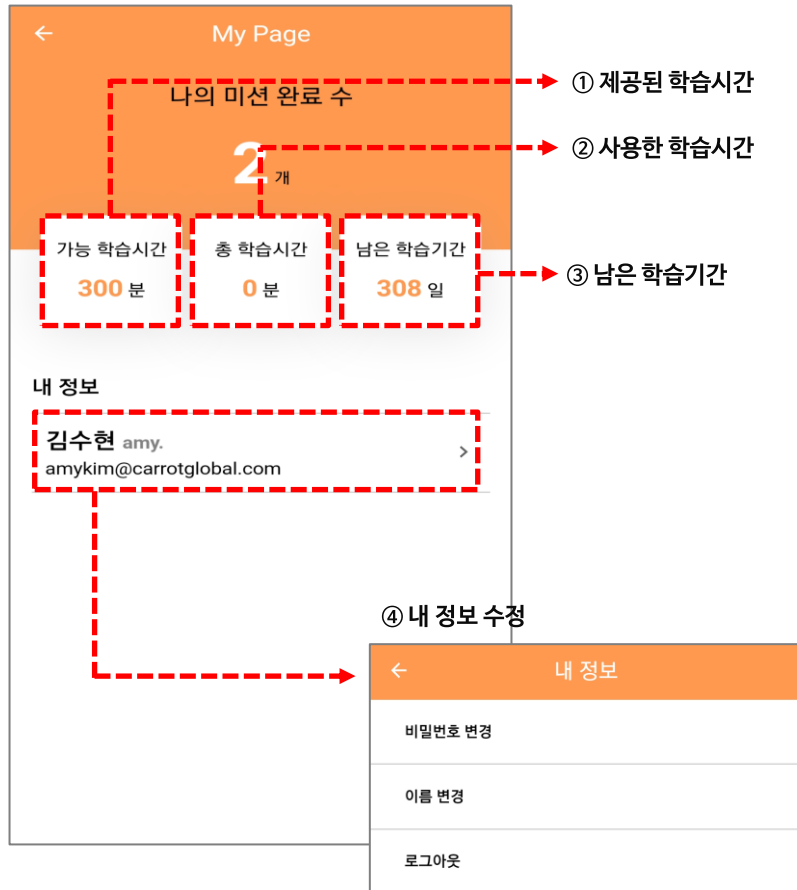 My Page
나의 미션 완료 수
2 개
가능 학습시간
300 분
총 학습시간
0 분
남은 학습기간
308 일
① 제공된 학습시간
② 사용한 학습시간
③ 남은 학습기간
내 정보
김수현 amy.
amykim@carrotglobal.com
④ 내 정보 수정
내 정보
비밀번호 변경
이름 변경
로그아웃